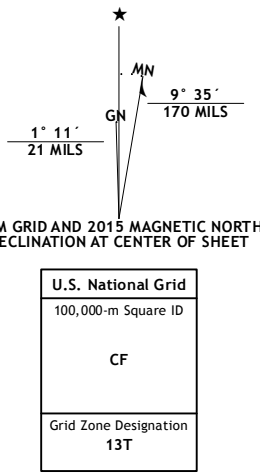 MN
GN
9° 35´
170 MILS
1° 11´
21 MILS
M GRID AND 2015 MAGNETIC NORTH
ECLINATION AT CENTER OF SHEET
U.S. National Grid
100,000-m Square ID
CF
Grid Zone Designation
13T